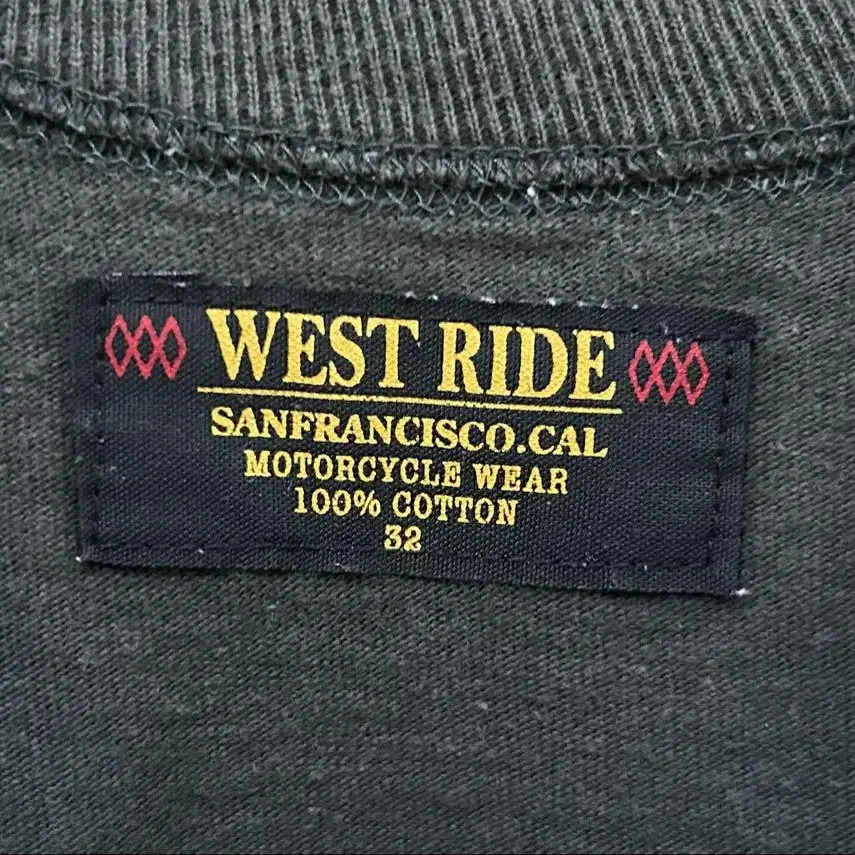 WEST RIDE
SANFRANCISCO.CAL
MOTORCYCLE WEAR
100% COTTON
32